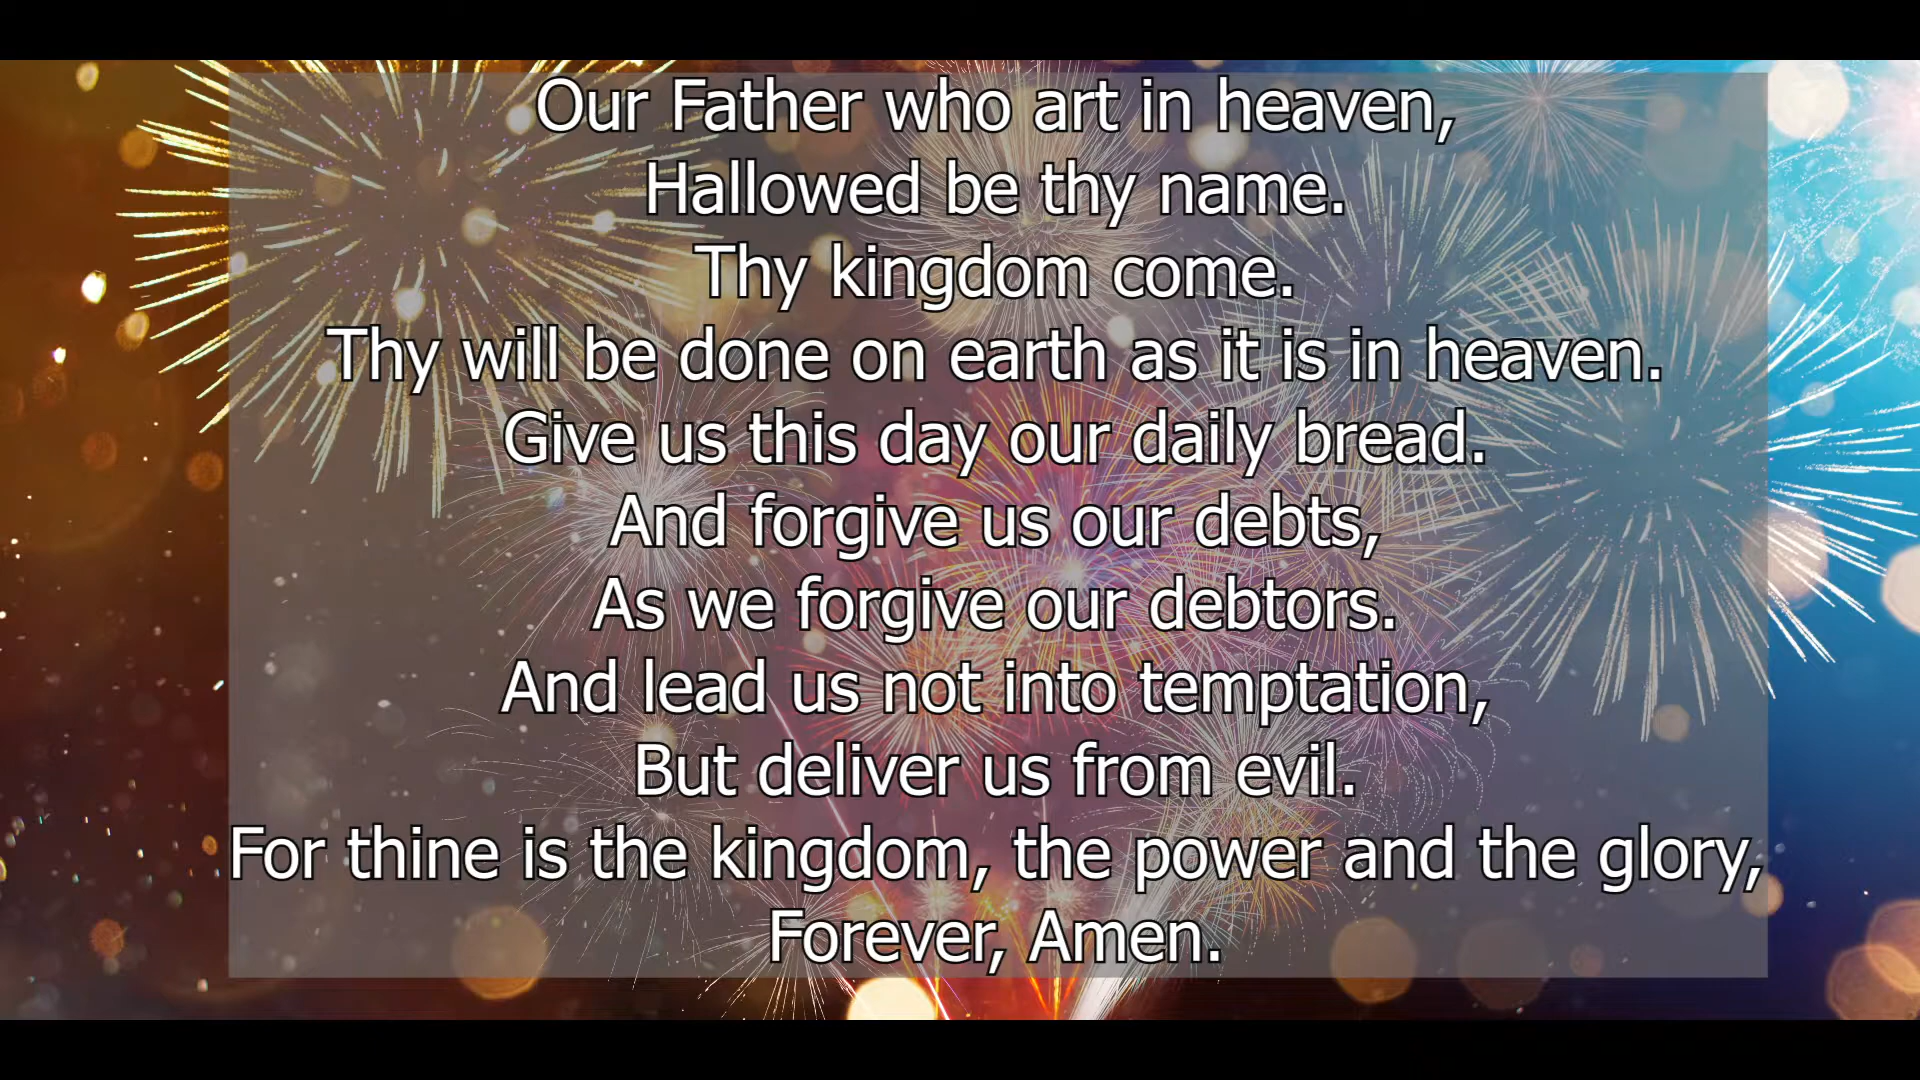 Our Father who art in heaven,
Hallowed be thy name.
Thy kingdom come.
Thy will be done on earth as it is in heaven.
Give us this day our daily bread.
And forgive us our debts,
As we forgive our debtors.
And lead us not into temptation,
But deliver us from evil.
For thine is the kingdom, the power and the glory,
Forever, Amen.